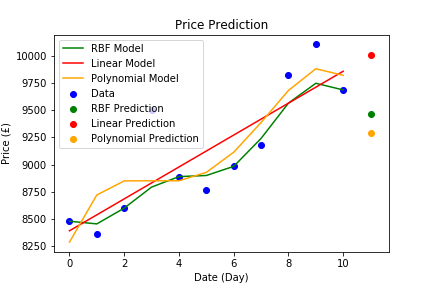 Price Prediction
Price (£)
10000
9750
9500
9250
9000
8750
8500
8250
RBF Model
Linear Model
Polynomial Model
Data
RBF Prediction
Linear Prediction
Polynomial Prediction
0
2
4
6
8
10
Date (Day)